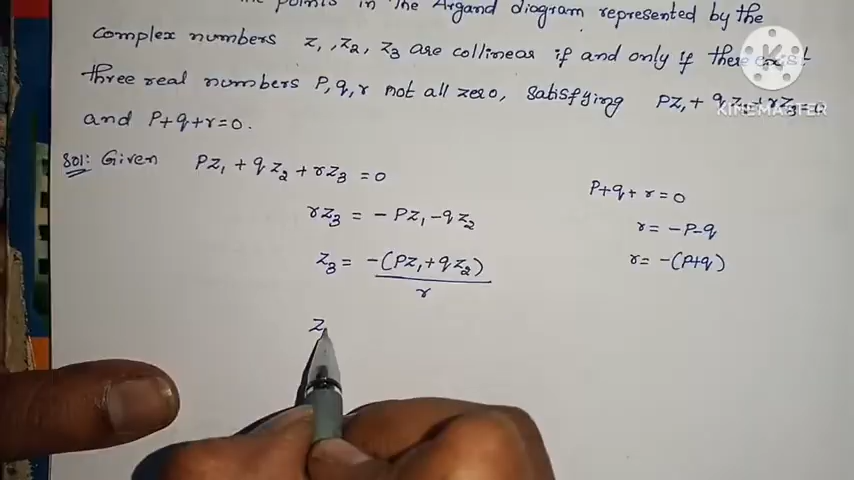 the points in the Argand diagram represented by the
complex numbers z₁, z₂, z₃ are collinear if and only if there exist
three real numbers P, q, r not all zero, satisfying Pz₁ + qz₂ + rz₃ =
and P+q+r=0.
Sol: Given Pz₁ + qz₂ + rz₃ = 0
P+q+r=0
rz₃ = -Pz₁ - qz₂
r = -P-q
z₃ = -(Pz₁+qz₂)/r
r = -(P+q)
z
KINEMASTER